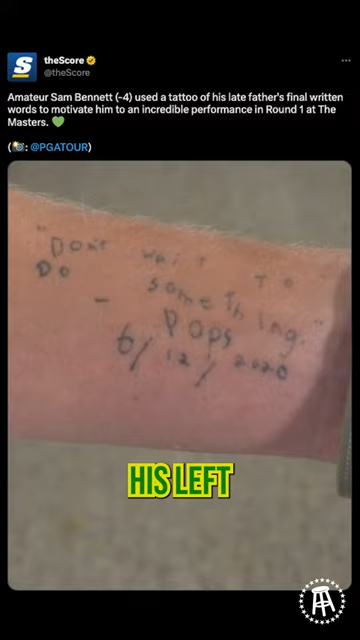 theScore
@theScore
Amateur Sam Bennett (-4) used a tattoo of his late father's final written
words to motivate him to an incredible performance in Round 1 at The
Masters. 💚
(📸: @PGATOUR)
"Don't wait TO
DO something."
- Pops
6/12/2020
HIS LEFT